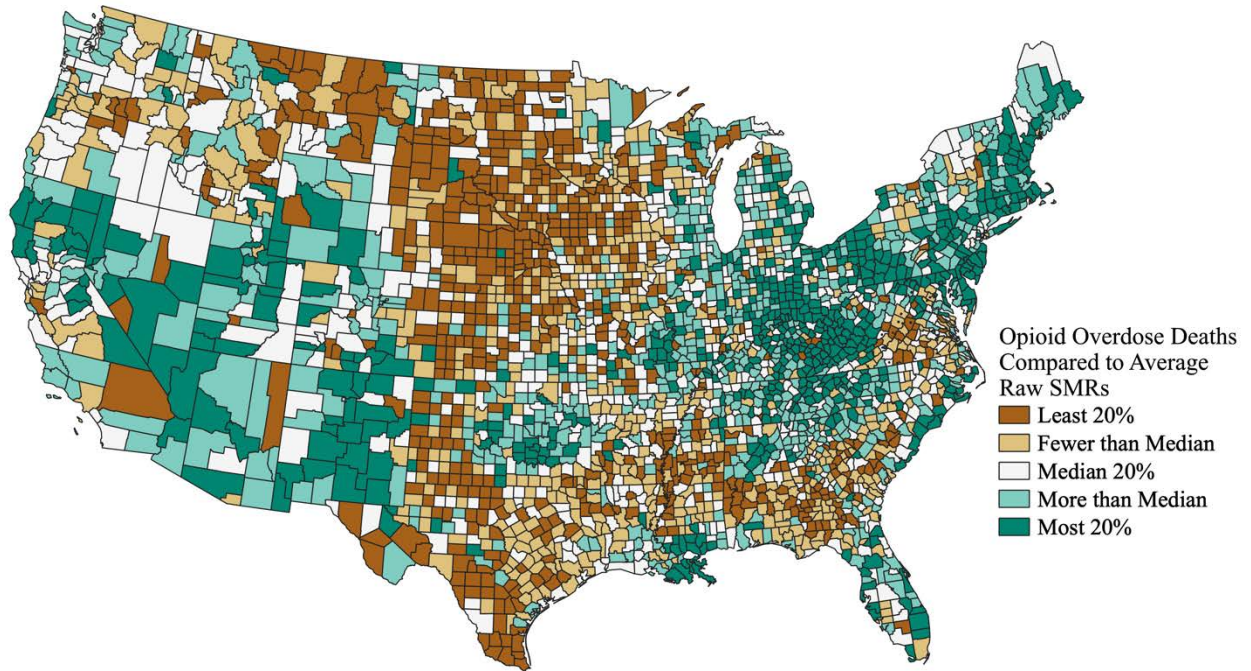 Opioid Overdose Deaths
Compared to Average
Raw SMRs
Least 20%
Fewer than Median
Median 20%
More than Median
Most 20%